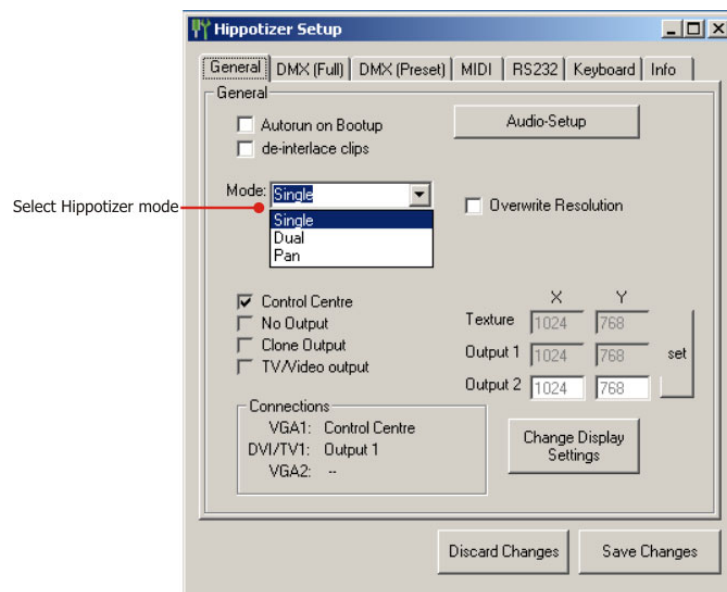 Hippotizer Setup
General DMX (Full) DMX (Preset) MIDI RS232 Keyboard Info
General
Autorun on Bootup
Audio-Setup
de-interlace clips
Mode: Single
Select Hippotizer mode
Overwrite Resolution
Single
Dual
Pan
Control Centre
No Output
Clone Output
TV/Video output
X Y
Texture 1024 768
Output 1 1024 768 set
Output 2 1024 768
Connections
VGA1: Control Centre
DVI/TV1: Output 1
VGA2: --
Change Display
Settings
Discard Changes Save Changes